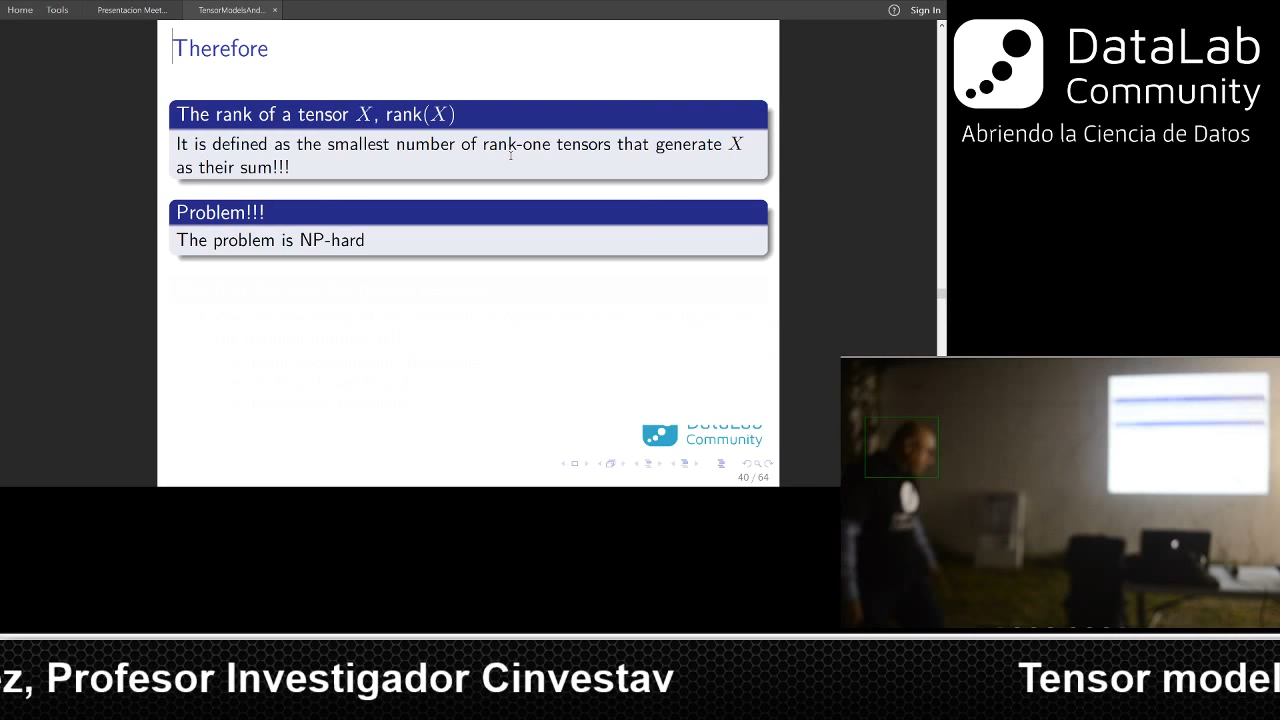 Home Tools Presentacion Meet... TensorModelsAnd... × Sign In
Therefore
The rank of a tensor X, rank(X)
It is defined as the smallest number of rank-one tensors that generate X
as their sum!!!
Problem!!!
The problem is NP-hard
DataLab
Community
40 / 64
DataLab
Community
Abriendo la Ciencia de Datos
ez, Profesor Investigador Cinvestav
Tensor model